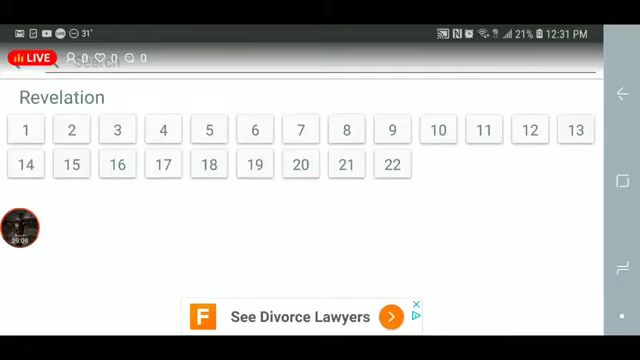 31° 21% 12:31 PM
LIVE 0 0 0
Search
Revelation
1 2 3 4 5 6 7 8 9 10 11 12 13
14 15 16 17 18 19 20 21 22
29:09
F See Divorce Lawyers